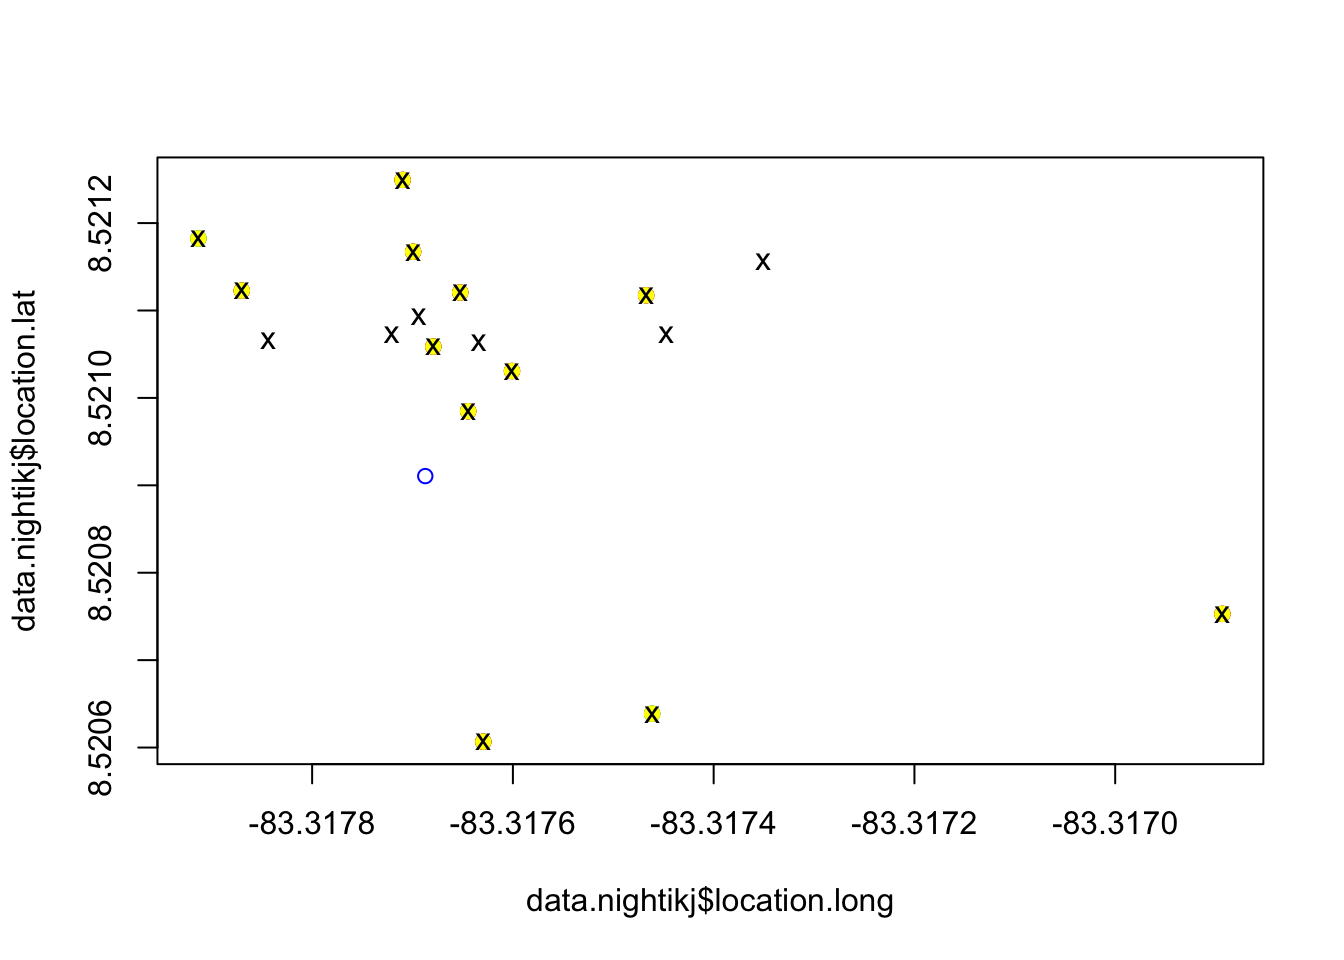 data.nightikj$location.lat
8.5212
8.5210
8.5208
8.5206
x
x x
x
x x x
x x x x
x x
x
x
x
x
x
-83.3178 -83.3176 -83.3174 -83.3172 -83.3170
data.nightikj$location.long